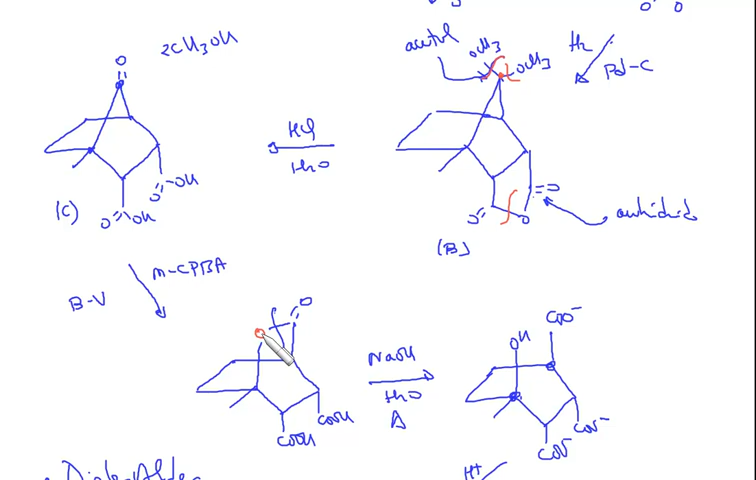 2CH3OH
acetal
OCH3
OCH3
H2
Pd-C
O
HCl
H2O
O
OH
O
OH
(C)
O
O
O
anhidrid
(B)
m-CPBA
B-V
O
O
COOH
COOH
NaOH
H2O
Δ
OH
COO-
COO-
COO-
H+
Diels-Alder